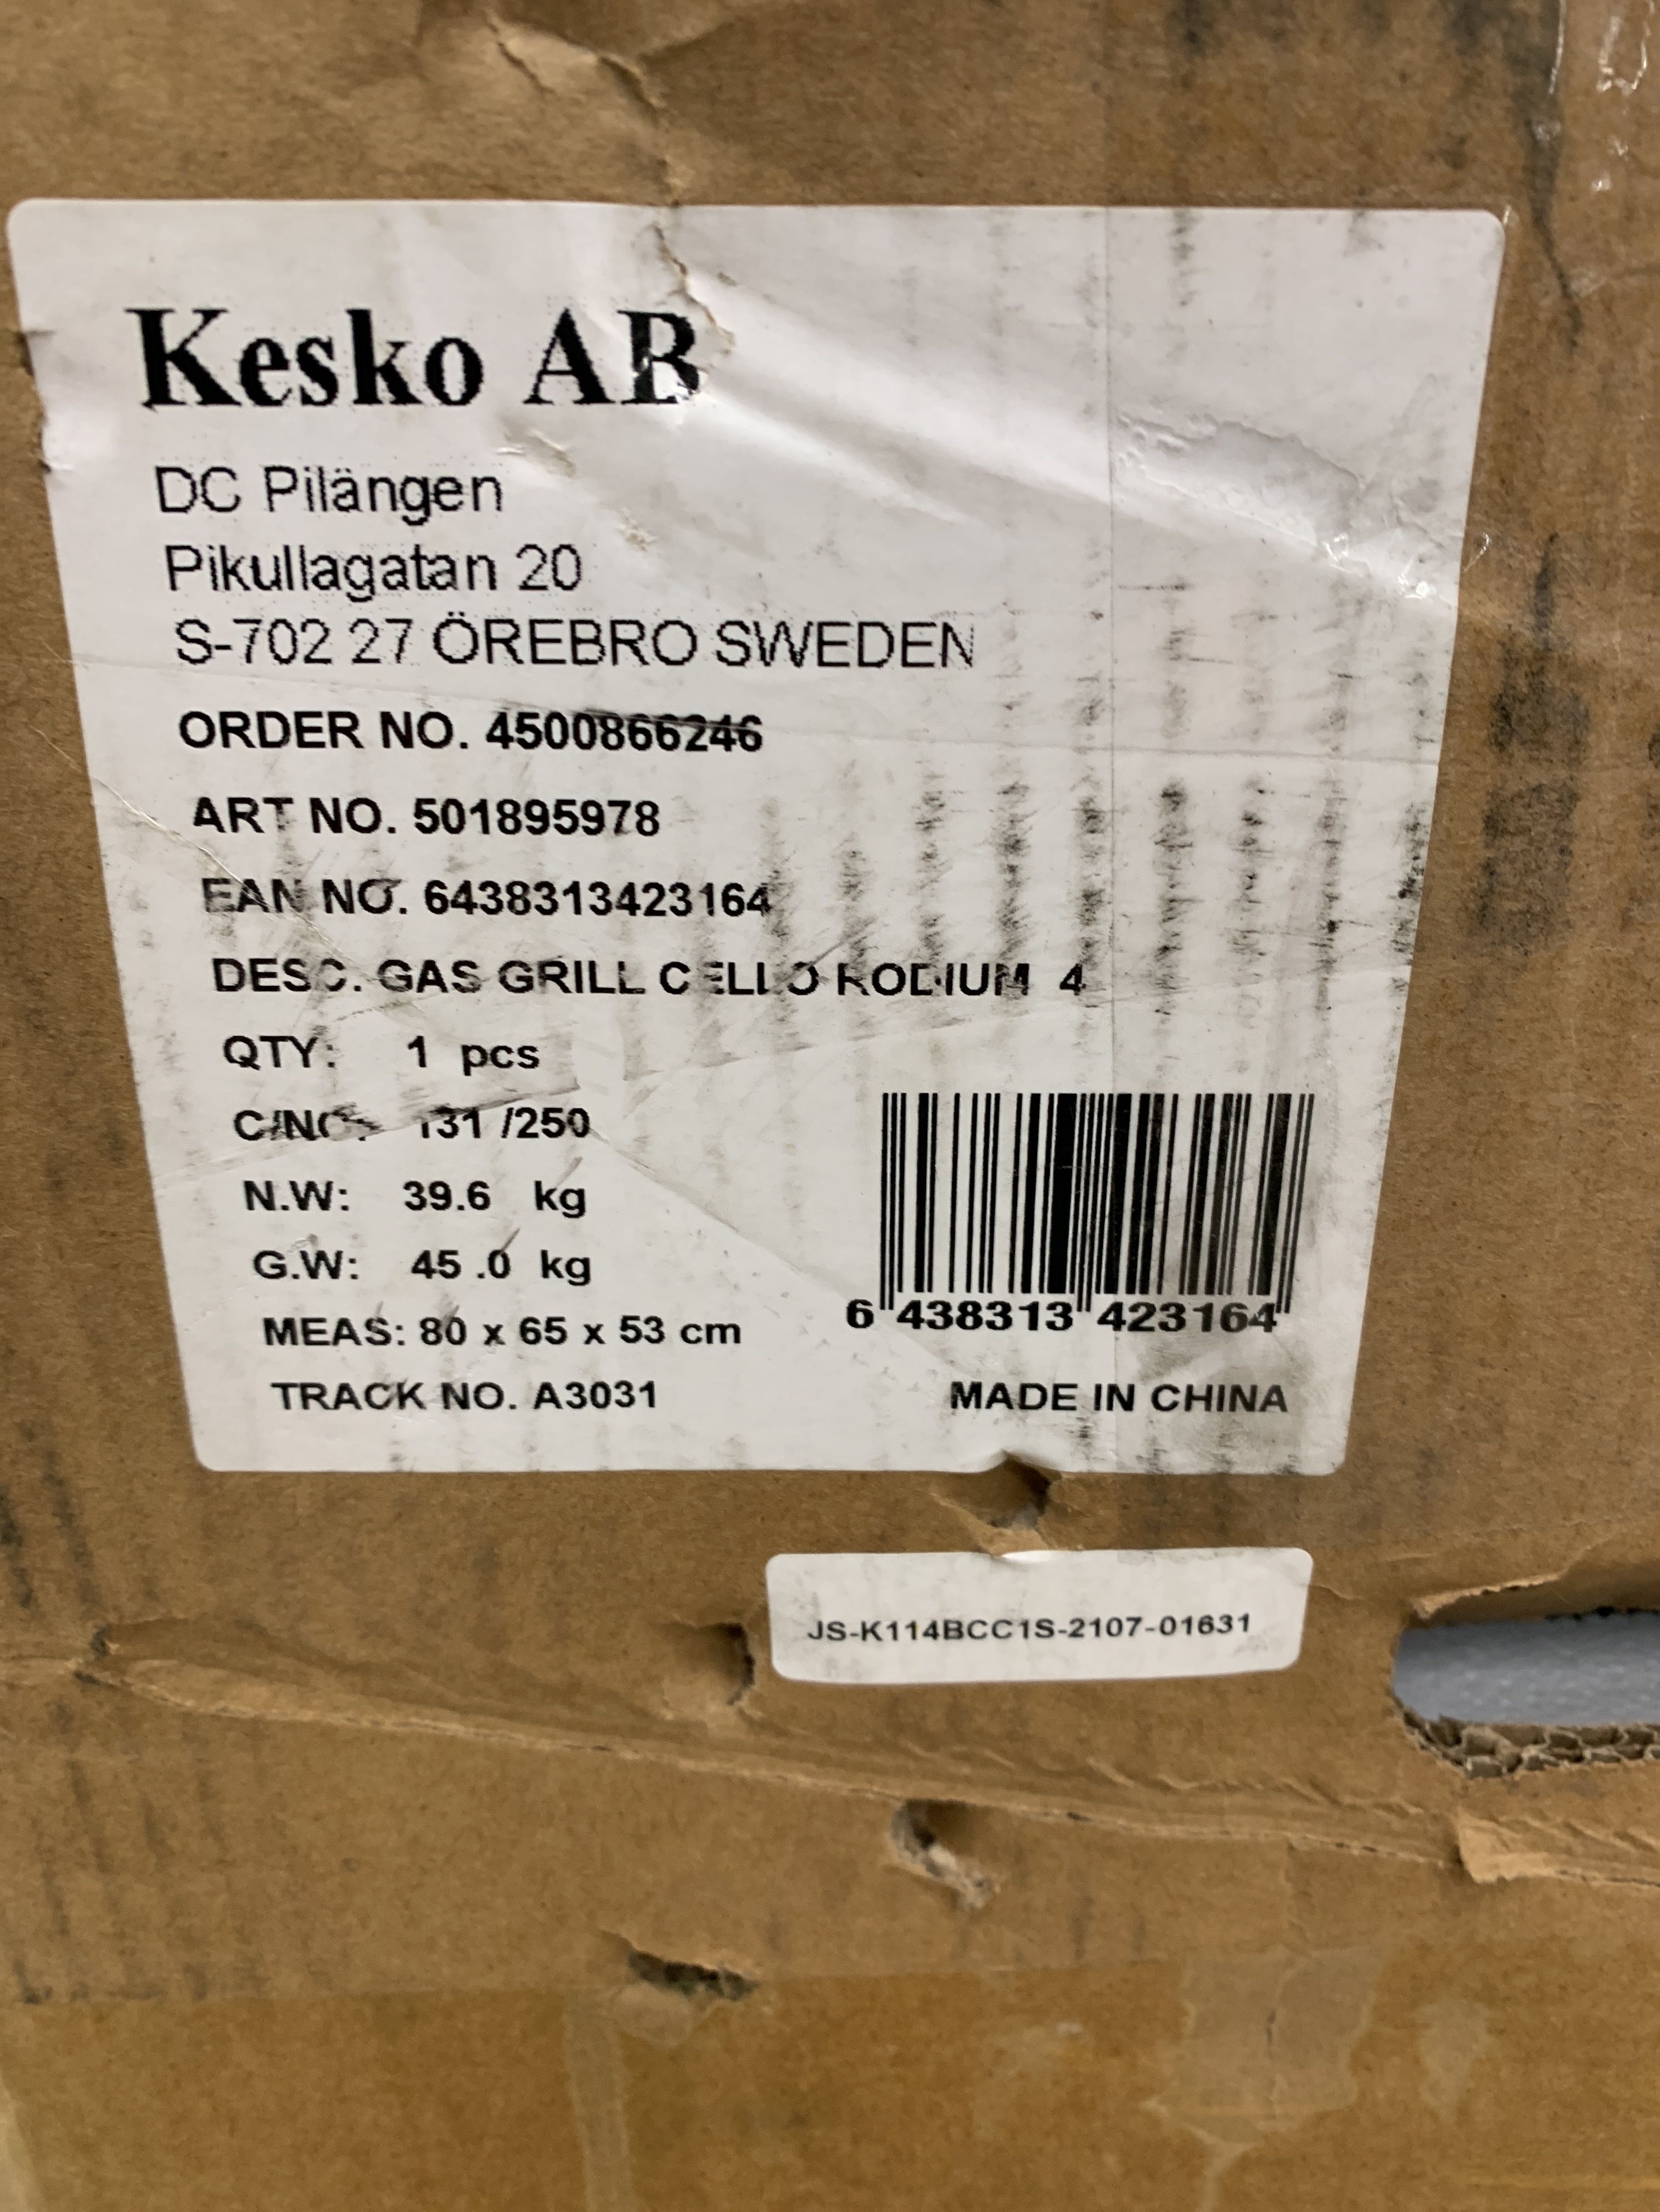 Kesko AB
DC Pilängen
Pikullagatan 20
S-702 27 ÖREBRO SWEDEN
ORDER NO. 4500866246
ART NO. 501895978
EAN NO. 6438313423164
DESC. GAS GRILL CELLO RODIUM 4
QTY: 1 pcs
C/NO: 131 /250
N.W: 39.6 kg
G.W: 45 .0 kg
MEAS: 80 x 65 x 53 cm
6 438313 423164
TRACK NO. A3031
MADE IN CHINA
JS-K114BCC1S-2107-01631